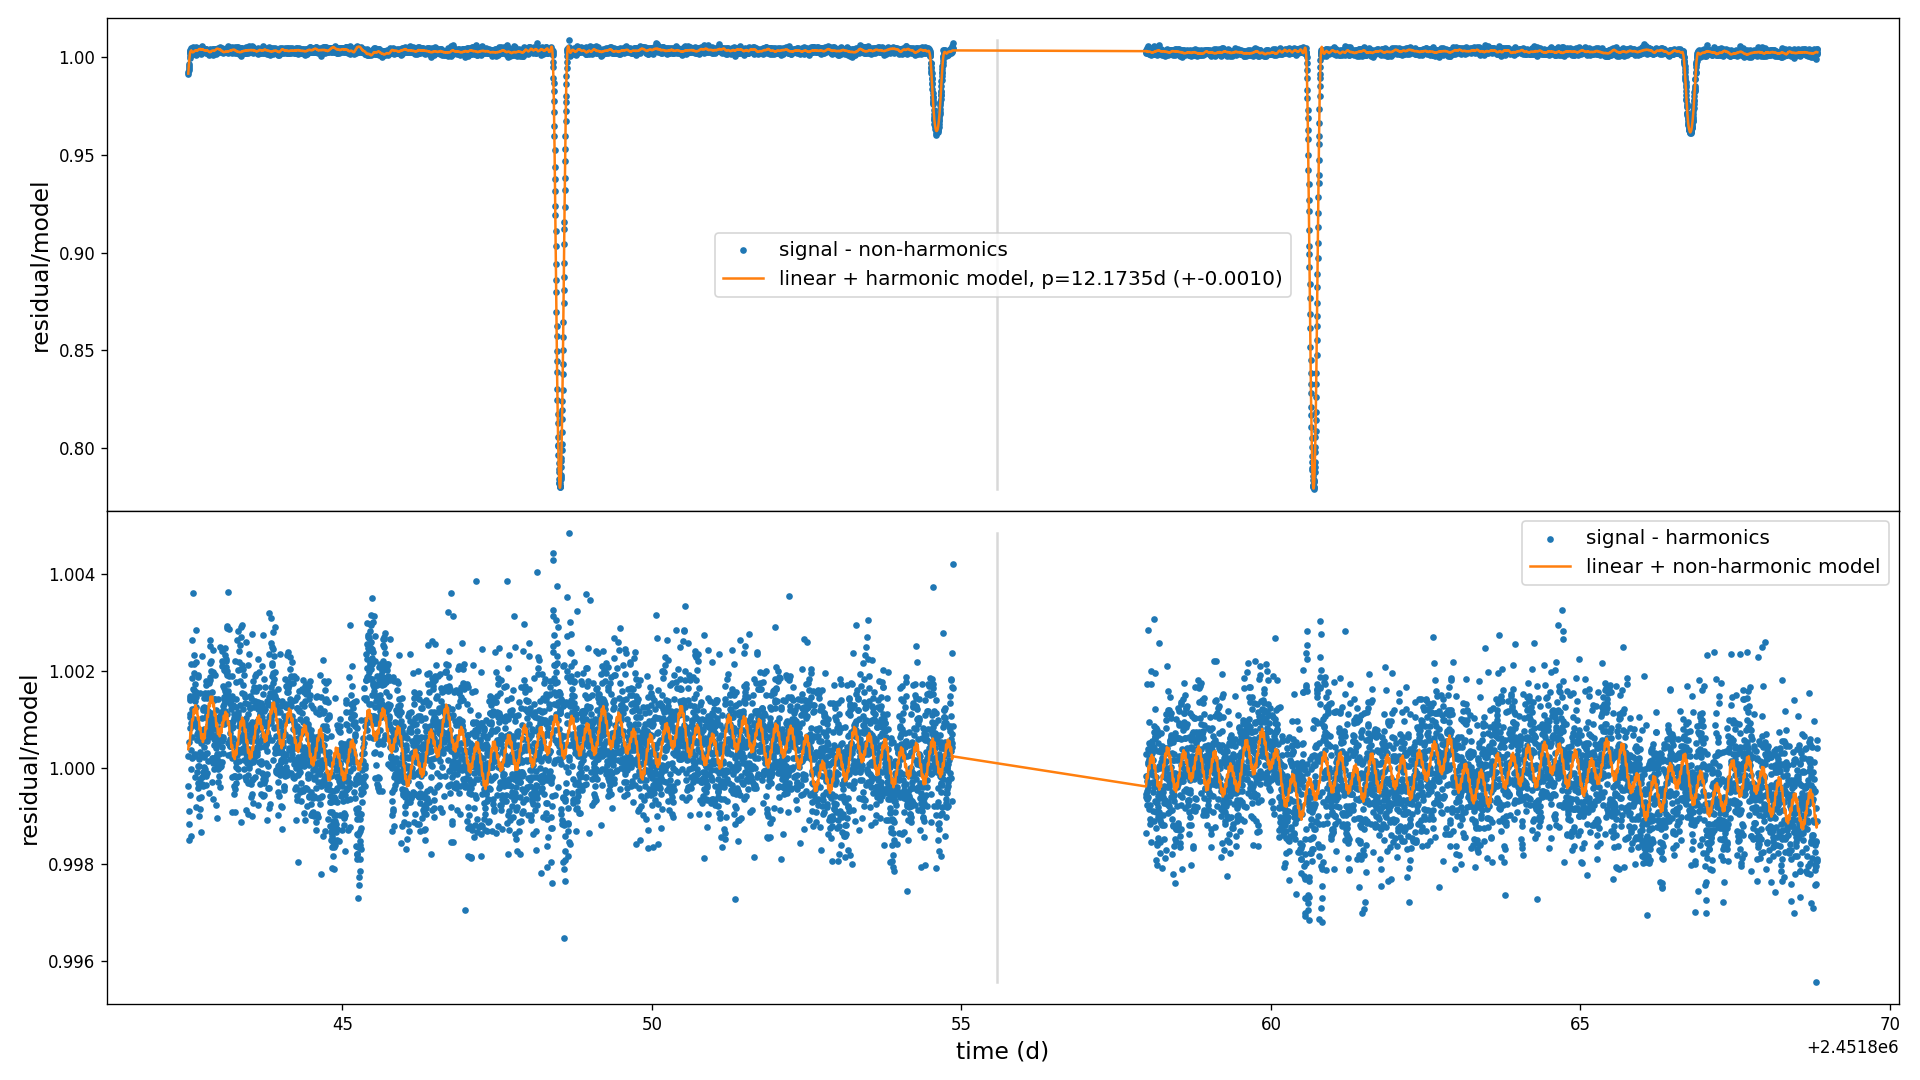 1.00
0.95
0.90
0.85
0.80
residual/model
signal - non-harmonics
linear + harmonic model, p=12.1735d (+-0.0010)
1.004
1.002
1.000
0.998
0.996
residual/model
signal - harmonics
linear + non-harmonic model
45 50 55 60 65 70
time (d)
+2.4518e6